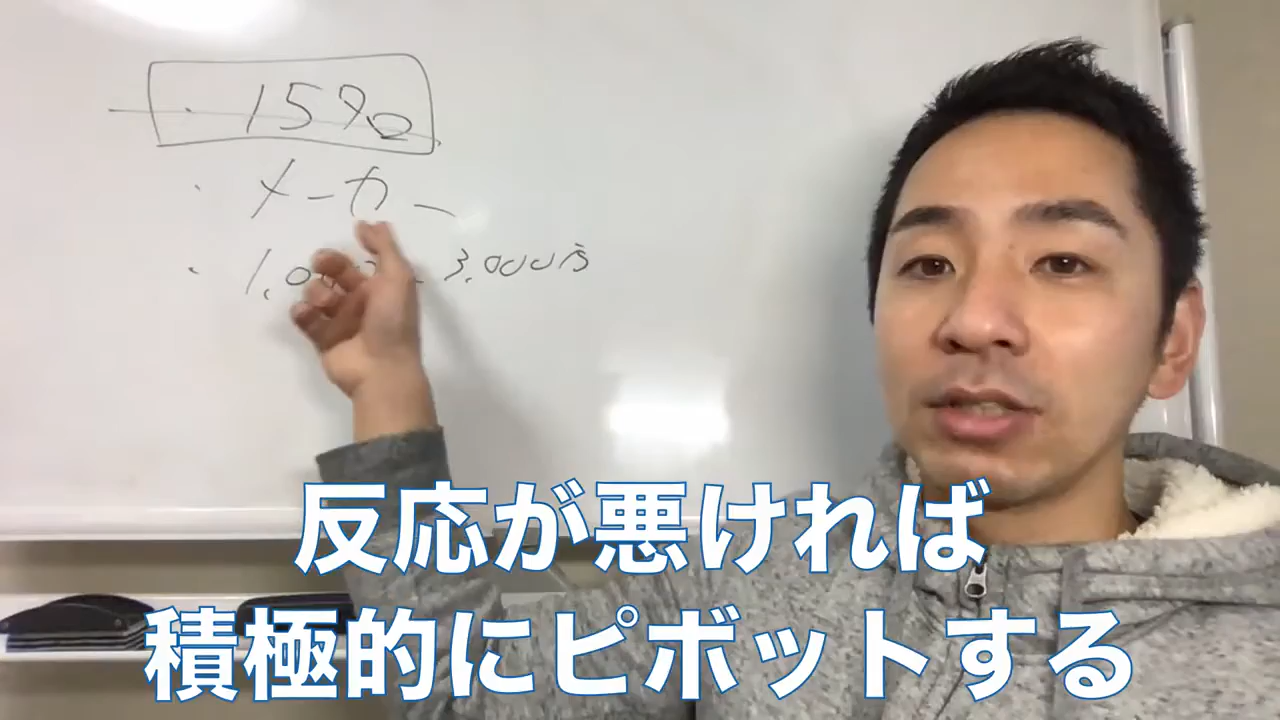 ・1590
・メーカー
3,000万
反応が悪ければ
積極的にピボットする